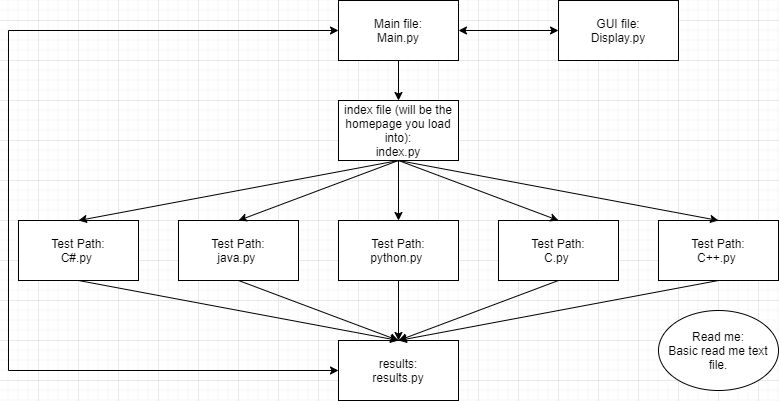 Main file:
Main.py
GUI file:
Display.py
index file (will be the
homepage you load
into):
index.py
Test Path:
C#.py
Test Path:
java.py
Test Path:
python.py
Test Path:
C.py
Test Path:
C++.py
Read me:
Basic read me text
file.
results:
results.py